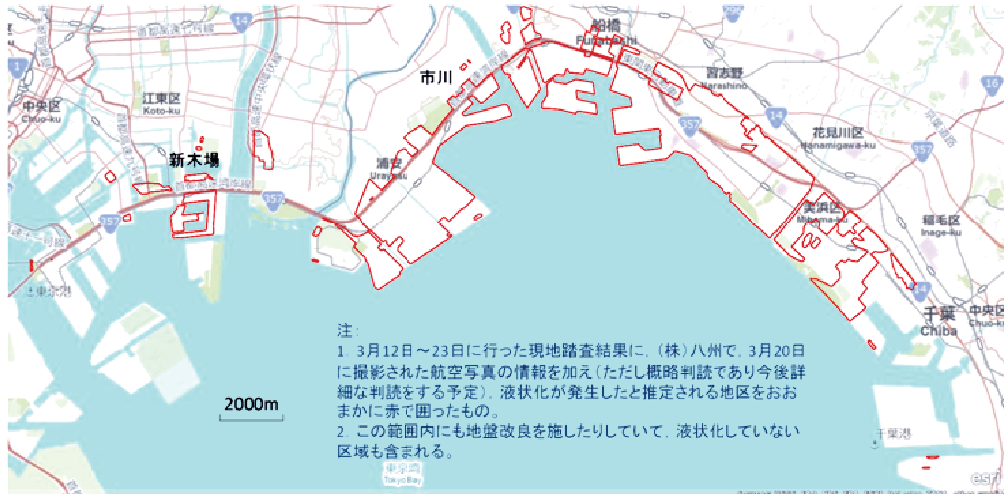 船橋
Funabashi
市川
習志野
Narashino
中央区
Chuo-ku
江東区
Koto-ku
14
16
357
花見川区
Hanamigawa-ku
新木場
浦安
Urayasu
美浜区
Mihama-ku
稲毛区
Inage-ku
千葉
Chiba
中央区
Chuo-ku
東京港
注:
1. 3月12日～23日に行った現地踏査結果に,(株)八州で,3月20日
に撮影された航空写真の情報を加え(ただし概略判読であり今後詳
細な判読をする予定),液状化が発生したと推定される地区をおお
まかに赤で囲ったもの。
2. この範囲内にも地盤改良を施したりしていて,液状化していない
区域も含まれる。
2000m
千葉港
東京湾
Tokyo Bay
esri